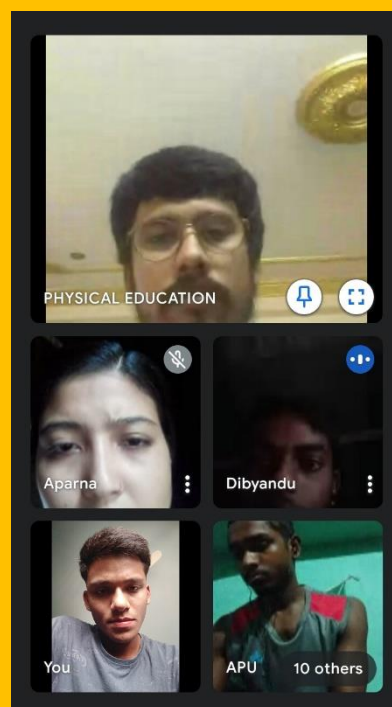 PHYSICAL EDUCATION
Aparna
Dibyandu
You
APU
10 others